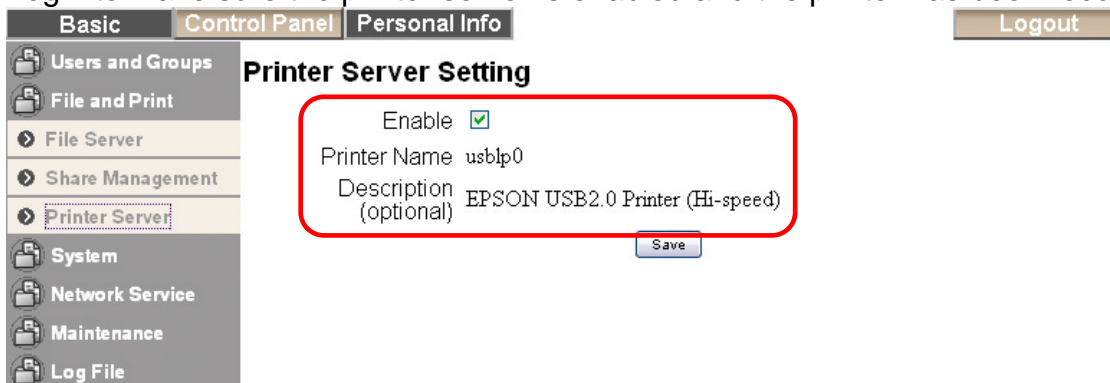 Basic Control Panel Personal Info Logout
Users and Groups
File and Print
File Server
Share Management
Printer Server
System
Network Service
Maintenance
Log File
Printer Server Setting
Enable
Printer Name usblp0
Description (optional) EPSON USB2.0 Printer (Hi-speed)
Save